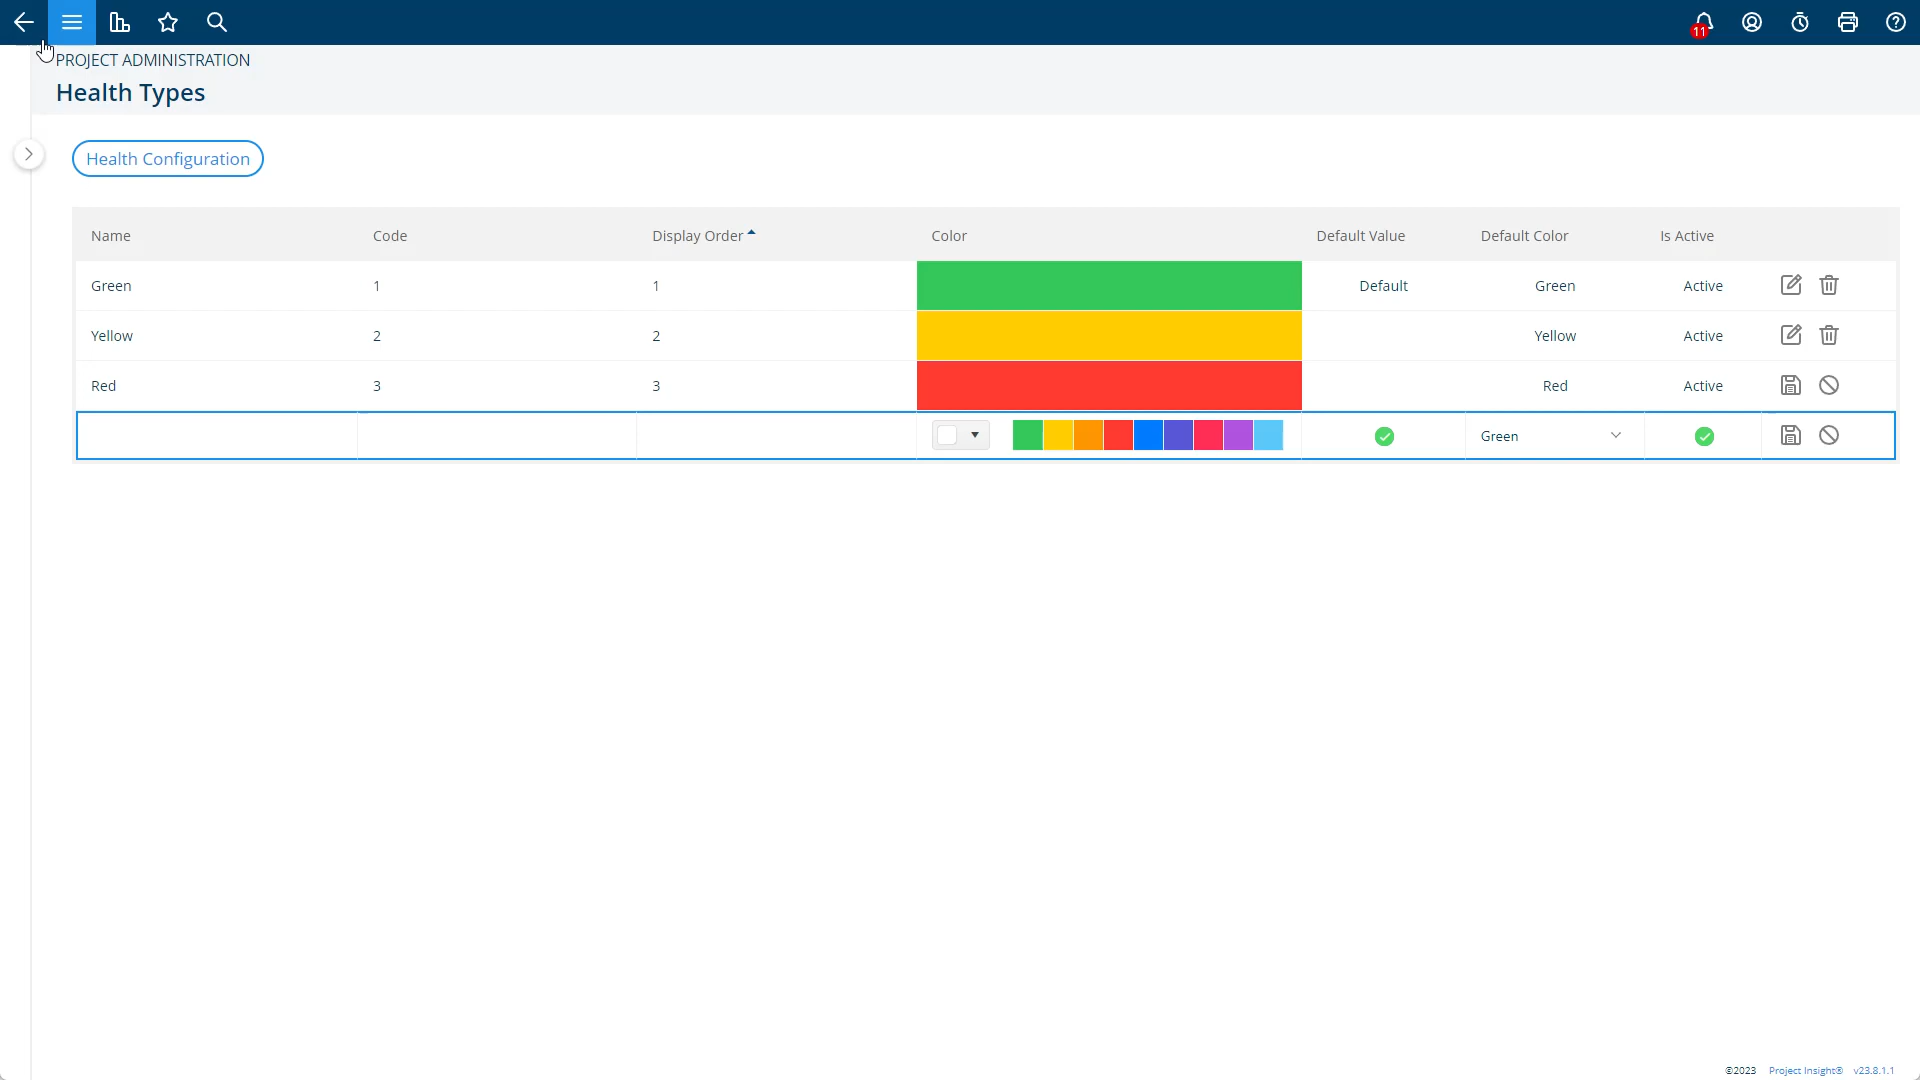 11
PROJECT ADMINISTRATION
Health Types
Health Configuration
Name Code Display Order Color Default Value Default Color Is Active
Green 1 1 Default Green Active
Yellow 2 2 Yellow Active
Red 3 3 Red Active
Green
©2023 Project Insight® v23.8.1.1